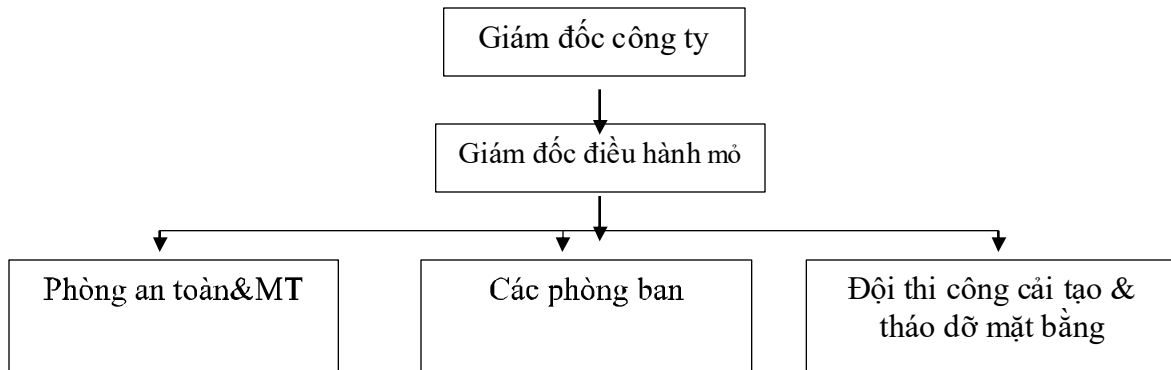 Giám đốc công ty
Giám đốc điều hành mỏ
Phòng an toàn&MT
Các phòng ban
Đội thi công cải tạo &
tháo dỡ mặt bằng